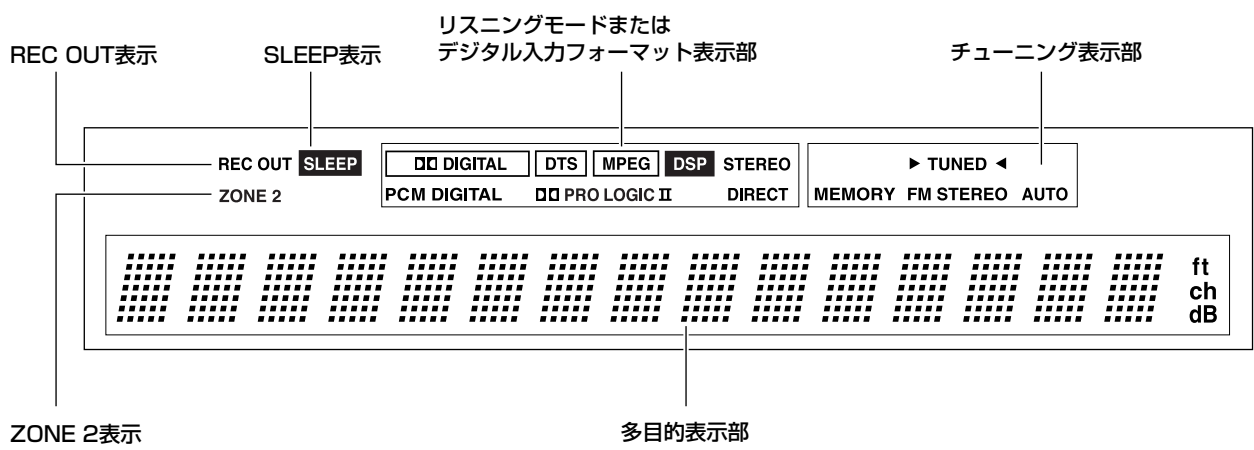 リスニングモードまたは
デジタル入力フォーマット表示部
REC OUT表示
SLEEP表示
チューニング表示部
REC OUT SLEEP
DIGITAL DTS MPEG DSP STEREO
► TUNED ◄
ZONE 2
PCM DIGITAL PRO LOGIC II DIRECT
MEMORY FM STEREO AUTO
ft
ch
dB
ZONE 2表示
多目的表示部